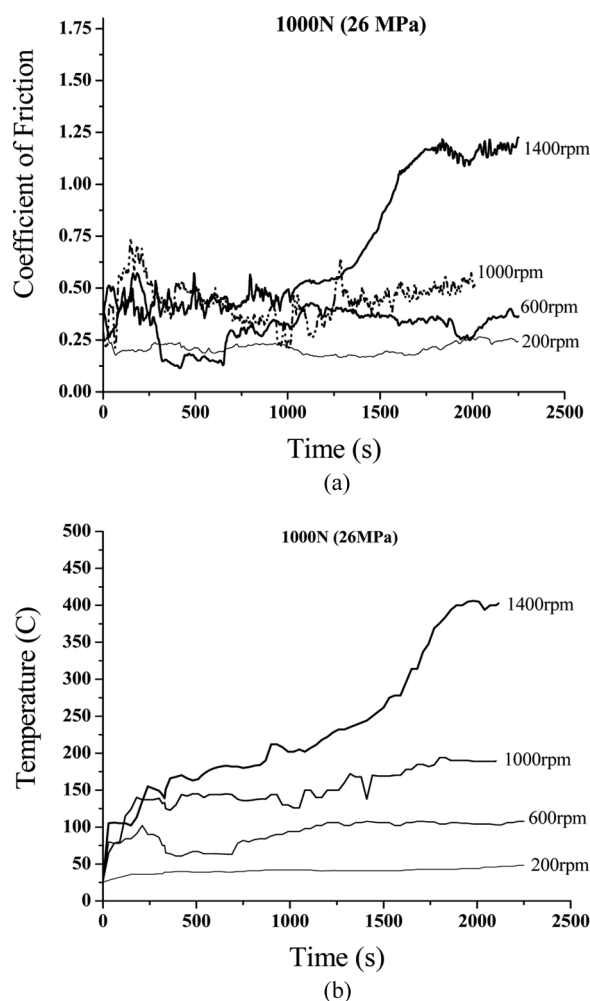 1000N (26 MPa)
Coefficient of Friction
1.75
1.50
1.25
1.00
0.75
0.50
0.25
0.00
1400rpm
1000rpm
600rpm
200rpm
0 500 1000 1500 2000 2500
Time (s)
(a)
1000N (26MPa)
Temperature (C)
500
450
400
350
300
250
200
150
100
50
0
1400rpm
1000rpm
600rpm
200rpm
0 500 1000 1500 2000 2500
Time (s)
(b)